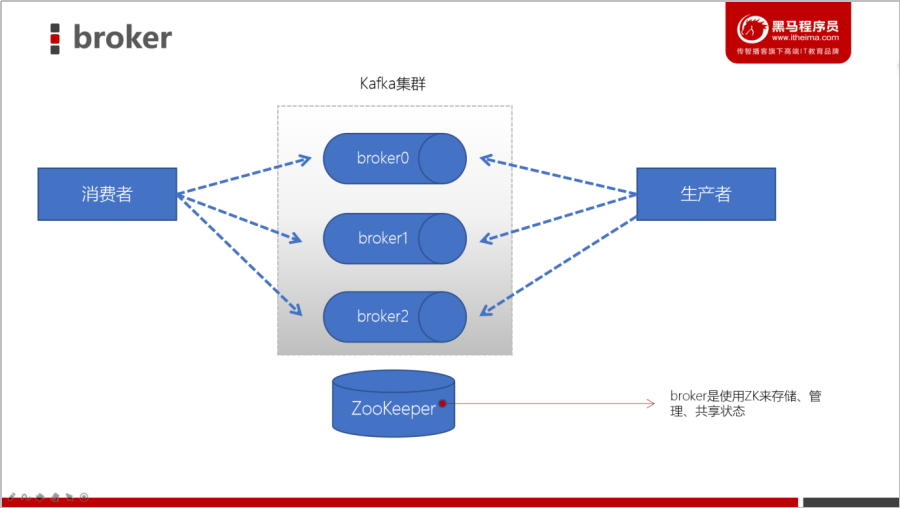 broker
黑马程序员
www.itheima.com
传智播客旗下高端IT教育品牌
Kafka集群
broker0
消费者
生产者
broker1
broker2
ZooKeeper
broker是使用ZK来存储、管
理、共享状态